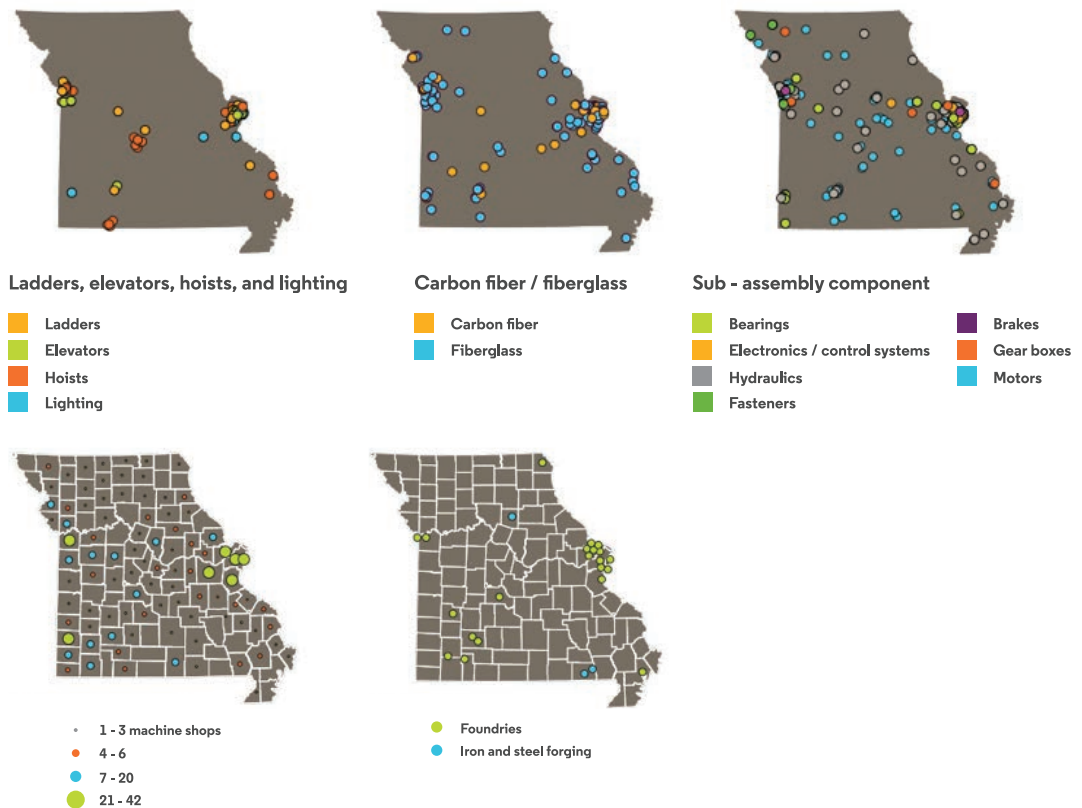 Ladders, elevators, hoists, and lighting
Ladders
Elevators
Hoists
Lighting
Carbon fiber / fiberglass
Carbon fiber
Fiberglass
Sub - assembly component
Bearings
Electronics / control systems
Hydraulics
Fasteners
Brakes
Gear boxes
Motors
1 - 3 machine shops
4 - 6
7 - 20
21 - 42
Foundries
Iron and steel forging